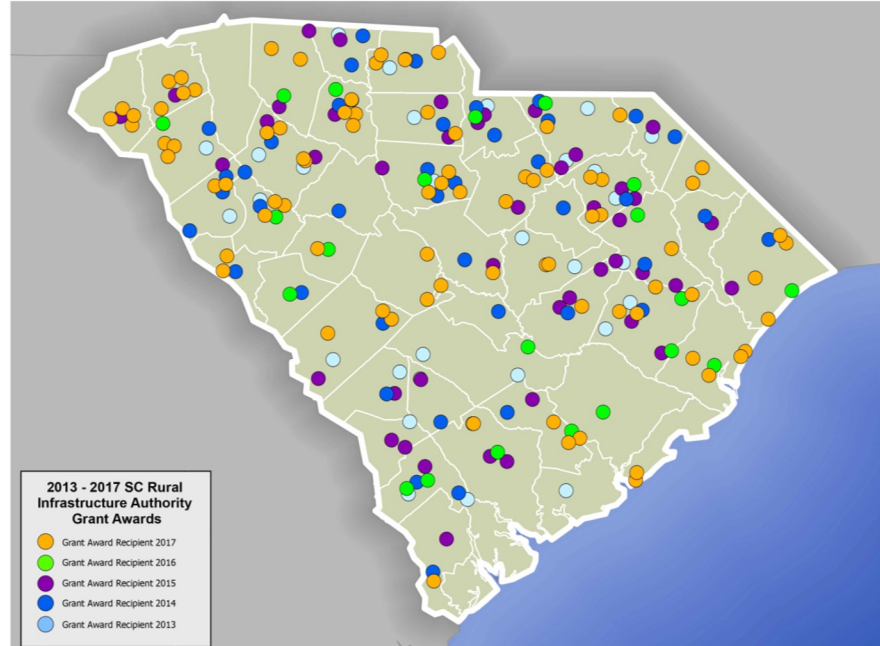 2013 - 2017 SC Rural
Infrastructure Authority
Grant Awards
Grant Award Recipient 2017
Grant Award Recipient 2016
Grant Award Recipient 2015
Grant Award Recipient 2014
Grant Award Recipient 2013